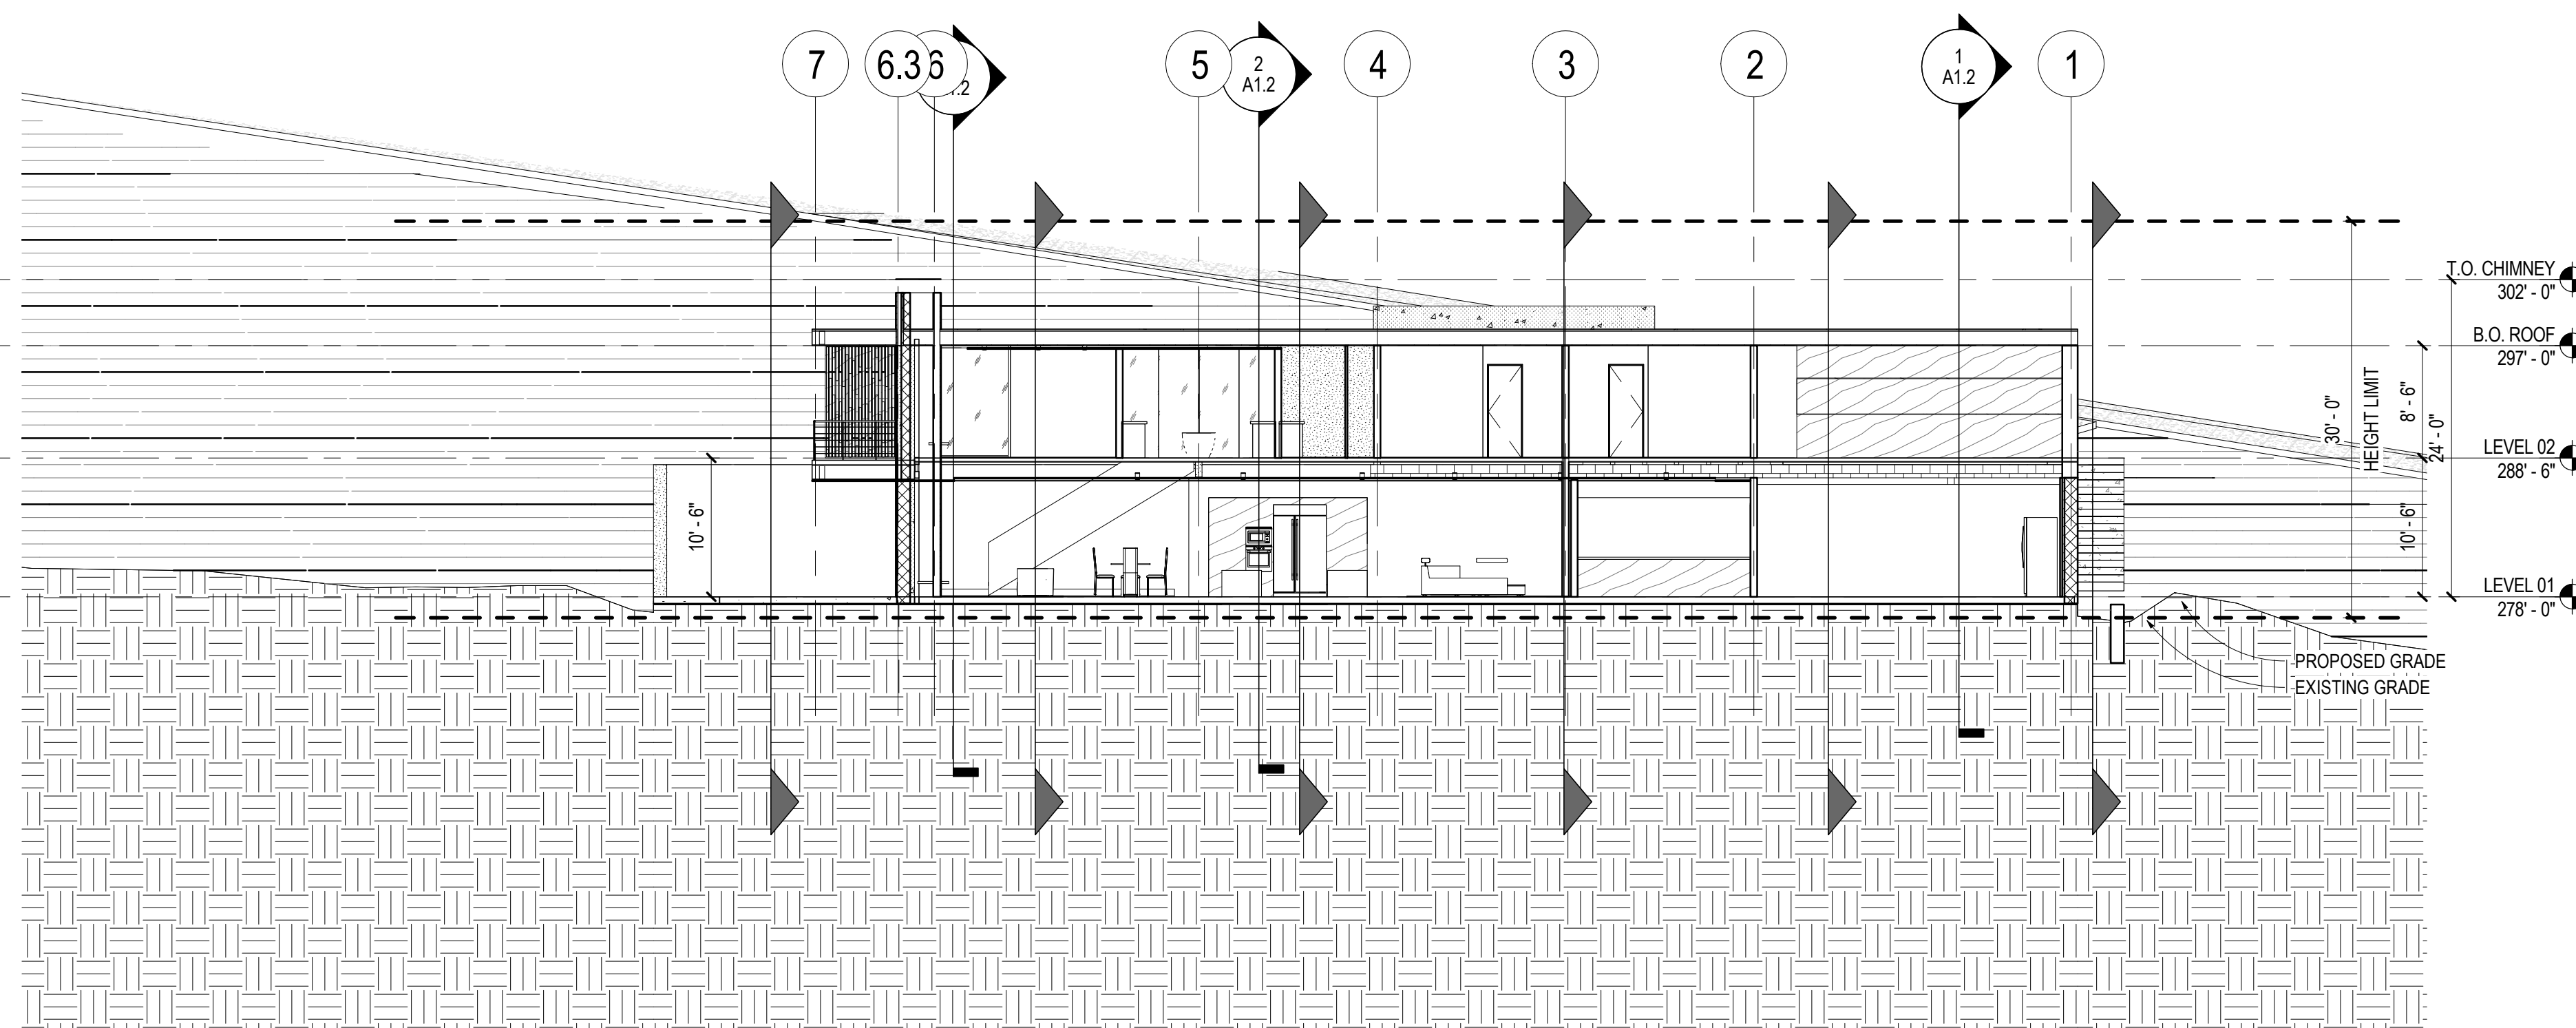 7
6.3
6
.2
5
2
A1.2
4
3
2
1
A1.2
1
T.O. CHIMNEY
302' - 0"
B.O. ROOF
297' - 0"
LEVEL 02
288' - 6"
LEVEL 01
278' - 0"
30' - 0"
HEIGHT LIMIT
8' - 6"
24' - 0"
10' - 6"
10' - 6"
PROPOSED GRADE
EXISTING GRADE